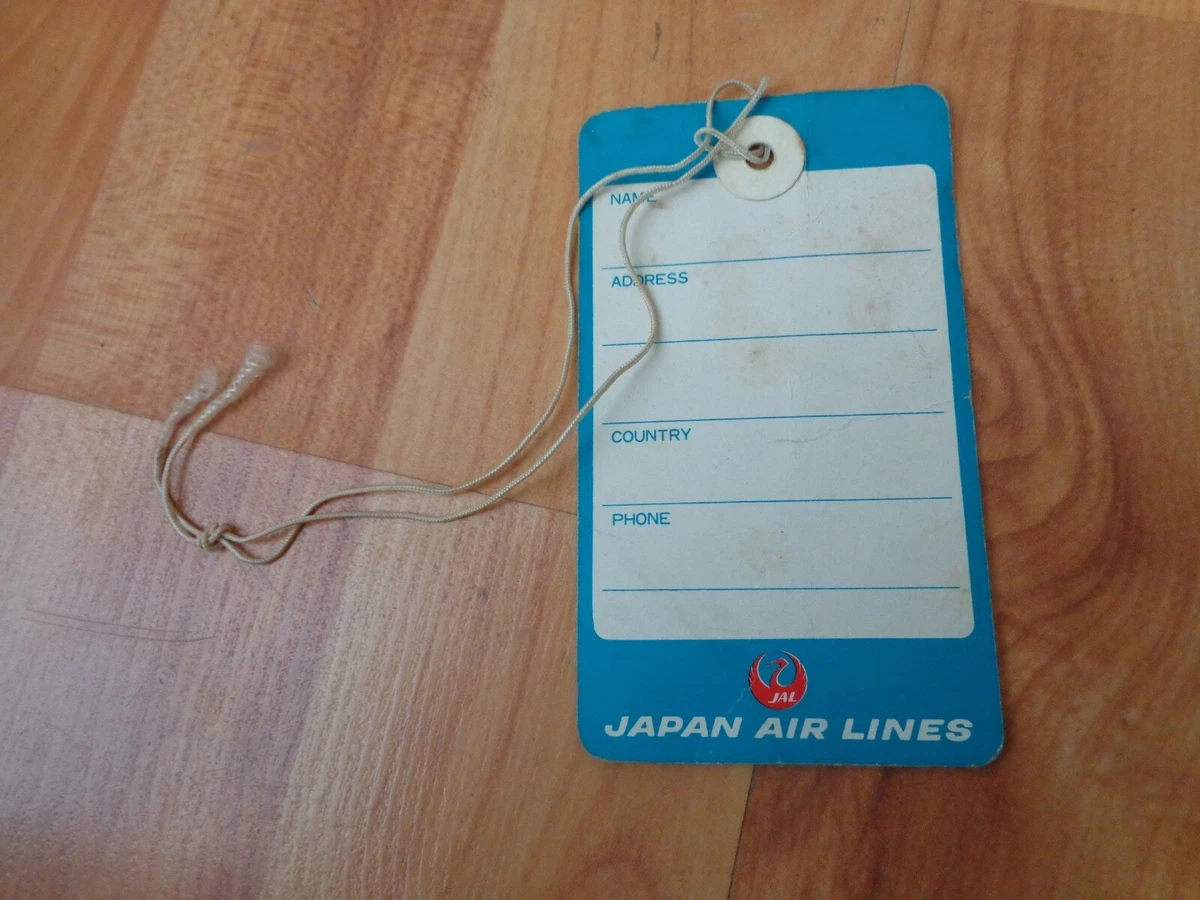 NAME
ADDRESS
COUNTRY
PHONE
JAL
JAPAN AIR LINES